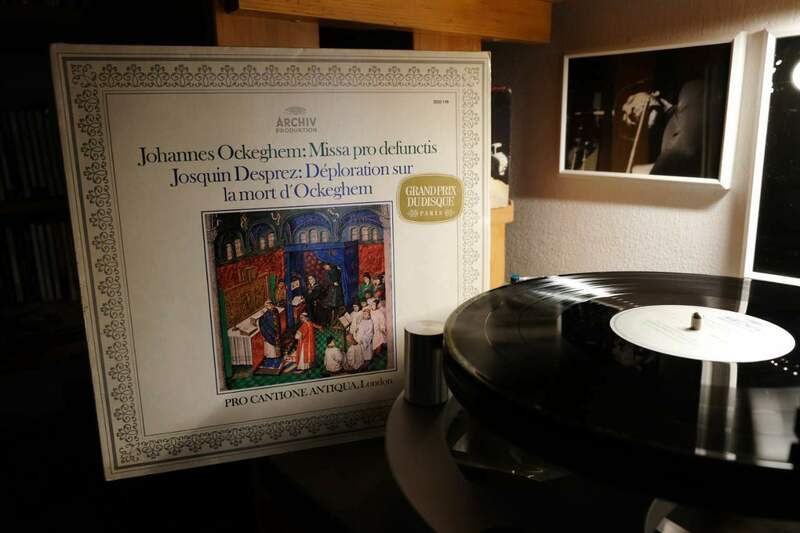 ARCHIV
PRODUKTION
Johannes Ockeghem: Missa pro defunctis
Josquin Desprez: Déploration sur
la mort d'Ockeghem
GRAND PRIX
DU DISQUE
PARIS
PRO CANTIONE ANTIQUA, London